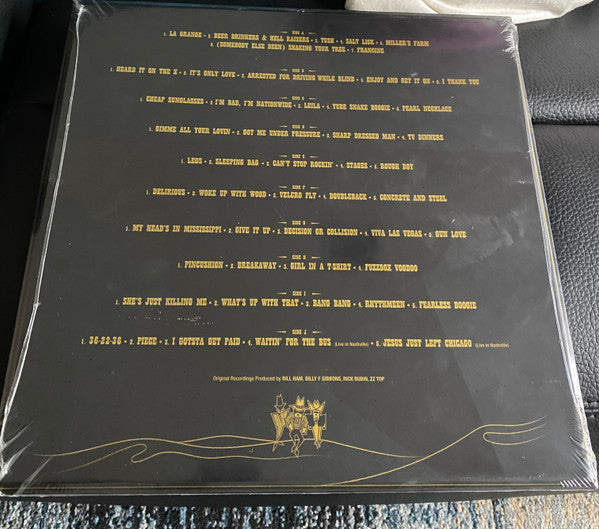 SIDE A
1. LA GRANGE • 2. BEER DRINKERS & HELL RAISERS • 3. TUSH • 4. SALT LICK • 5. MILLER'S FARM
6. (SOMEBODY ELSE BEEN) SHAKING YOUR TREE • 7. FRANCINE
SIDE B
1. HEARD IT ON THE X • 2. IT'S ONLY LOVE • 3. ARRESTED FOR DRIVING WHILE BLIND • 4. ENJOY AND GET IT ON • 5. I THANK YOU
SIDE C
1. CHEAP SUNGLASSES • 2. I'M BAD, I'M NATIONWIDE • 3. LEILA • 4. TUBE SNAKE BOOGIE • 5. PEARL NECKLACE
SIDE D
1. GIMME ALL YOUR LOVIN • 2. GOT ME UNDER PRESSURE • 3. SHARP DRESSED MAN • 4. TV DINNERS
SIDE E
1. LEGS • 2. SLEEPING BAG • 3. CAN'T STOP ROCKIN' • 4. STAGES • 5. ROUGH BOY
SIDE F
1. DELIRIOUS • 2. WOKE UP WITH WOOD • 3. VELCRO FLY • 4. DOUBLEBACK • 5. CONCRETE AND STEEL
SIDE G
1. MY HEAD'S IN MISSISSIPPI • 2. GIVE IT UP • 3. DECISION OR COLLISION • 4. VIVA LAS VEGAS • 5. GUN LOVE
SIDE H
1. PINCUSHION • 2. BREAKAWAY • 3. GIRL IN A T-SHIRT • 4. FUZZBOX VOODOO
SIDE I
1. SHE'S JUST KILLING ME • 2. WHAT'S UP WITH THAT • 3. BANG BANG • 4. RHYTHMEEN • 5. FEARLESS BOOGIE
SIDE J
1. 36-22-36 • 2. PIECE • 3. I GOTSTA GET PAID • 4. WAITIN' FOR THE BUS (Live in Nashville) • 5. JESUS JUST LEFT CHICAGO (Live in Nashville)
Original Recordings Produced by BILL HAM, BILLY F GIBBONS, RICK RUBIN, ZZ TOP